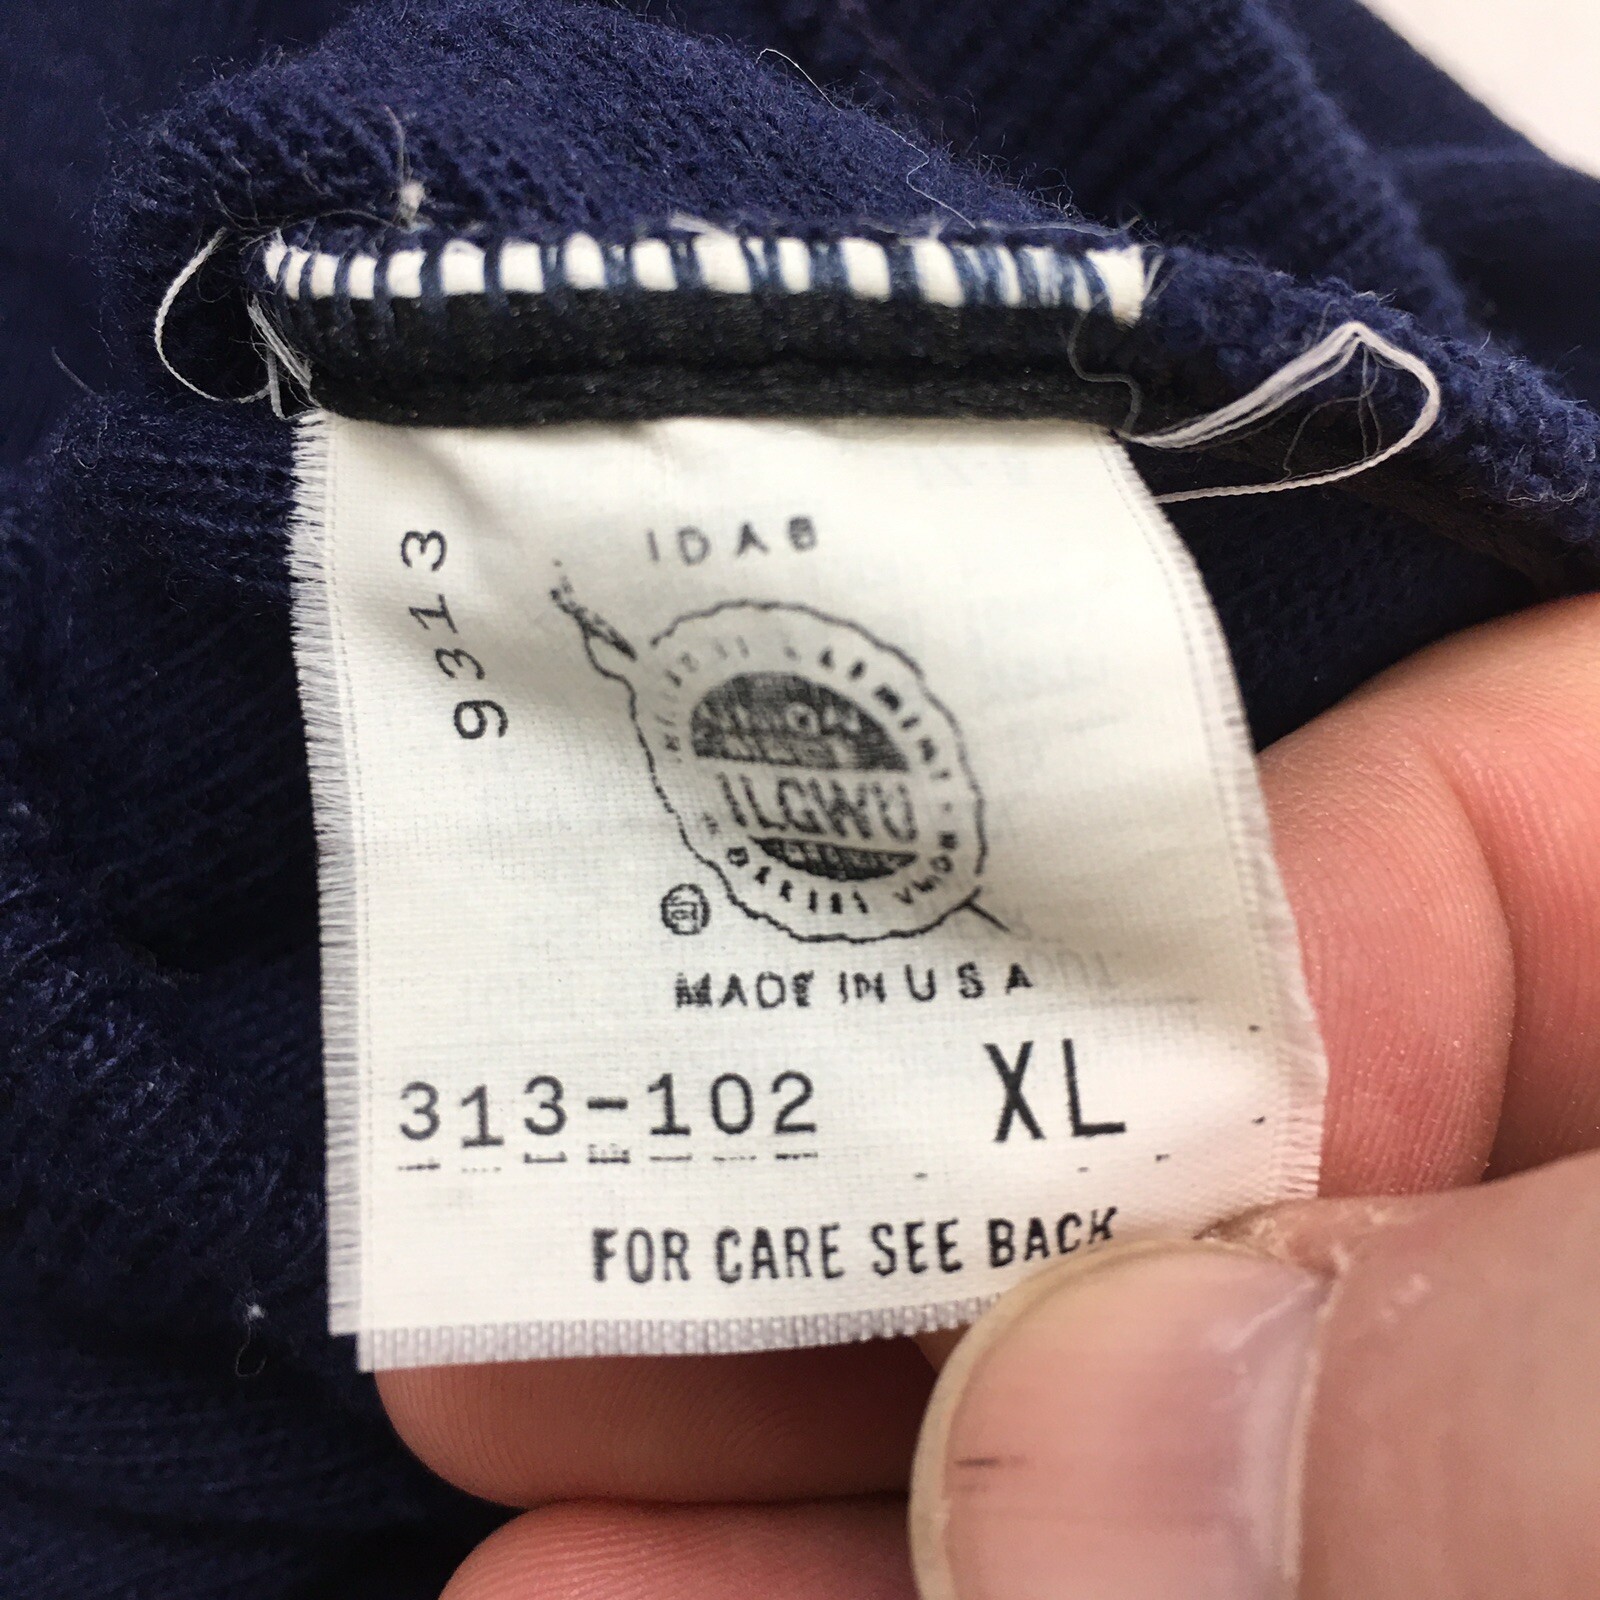 9313
IDAB
ILGWU
MADE IN U S A
313-102 XL
FOR CARE SEE BACK